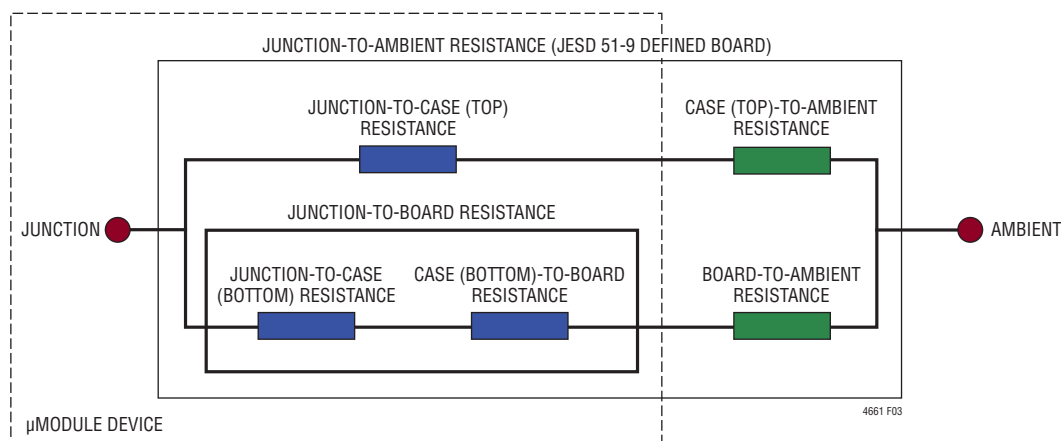 JUNCTION-TO-AMBIENT RESISTANCE (JESD 51-9 DEFINED BOARD)
JUNCTION-TO-CASE (TOP)
RESISTANCE
CASE (TOP)-TO-AMBIENT
RESISTANCE
JUNCTION-TO-BOARD RESISTANCE
JUNCTION
AMBIENT
JUNCTION-TO-CASE
(BOTTOM) RESISTANCE
CASE (BOTTOM)-TO-BOARD
RESISTANCE
BOARD-TO-AMBIENT
RESISTANCE
4661 F03
µMODULE DEVICE